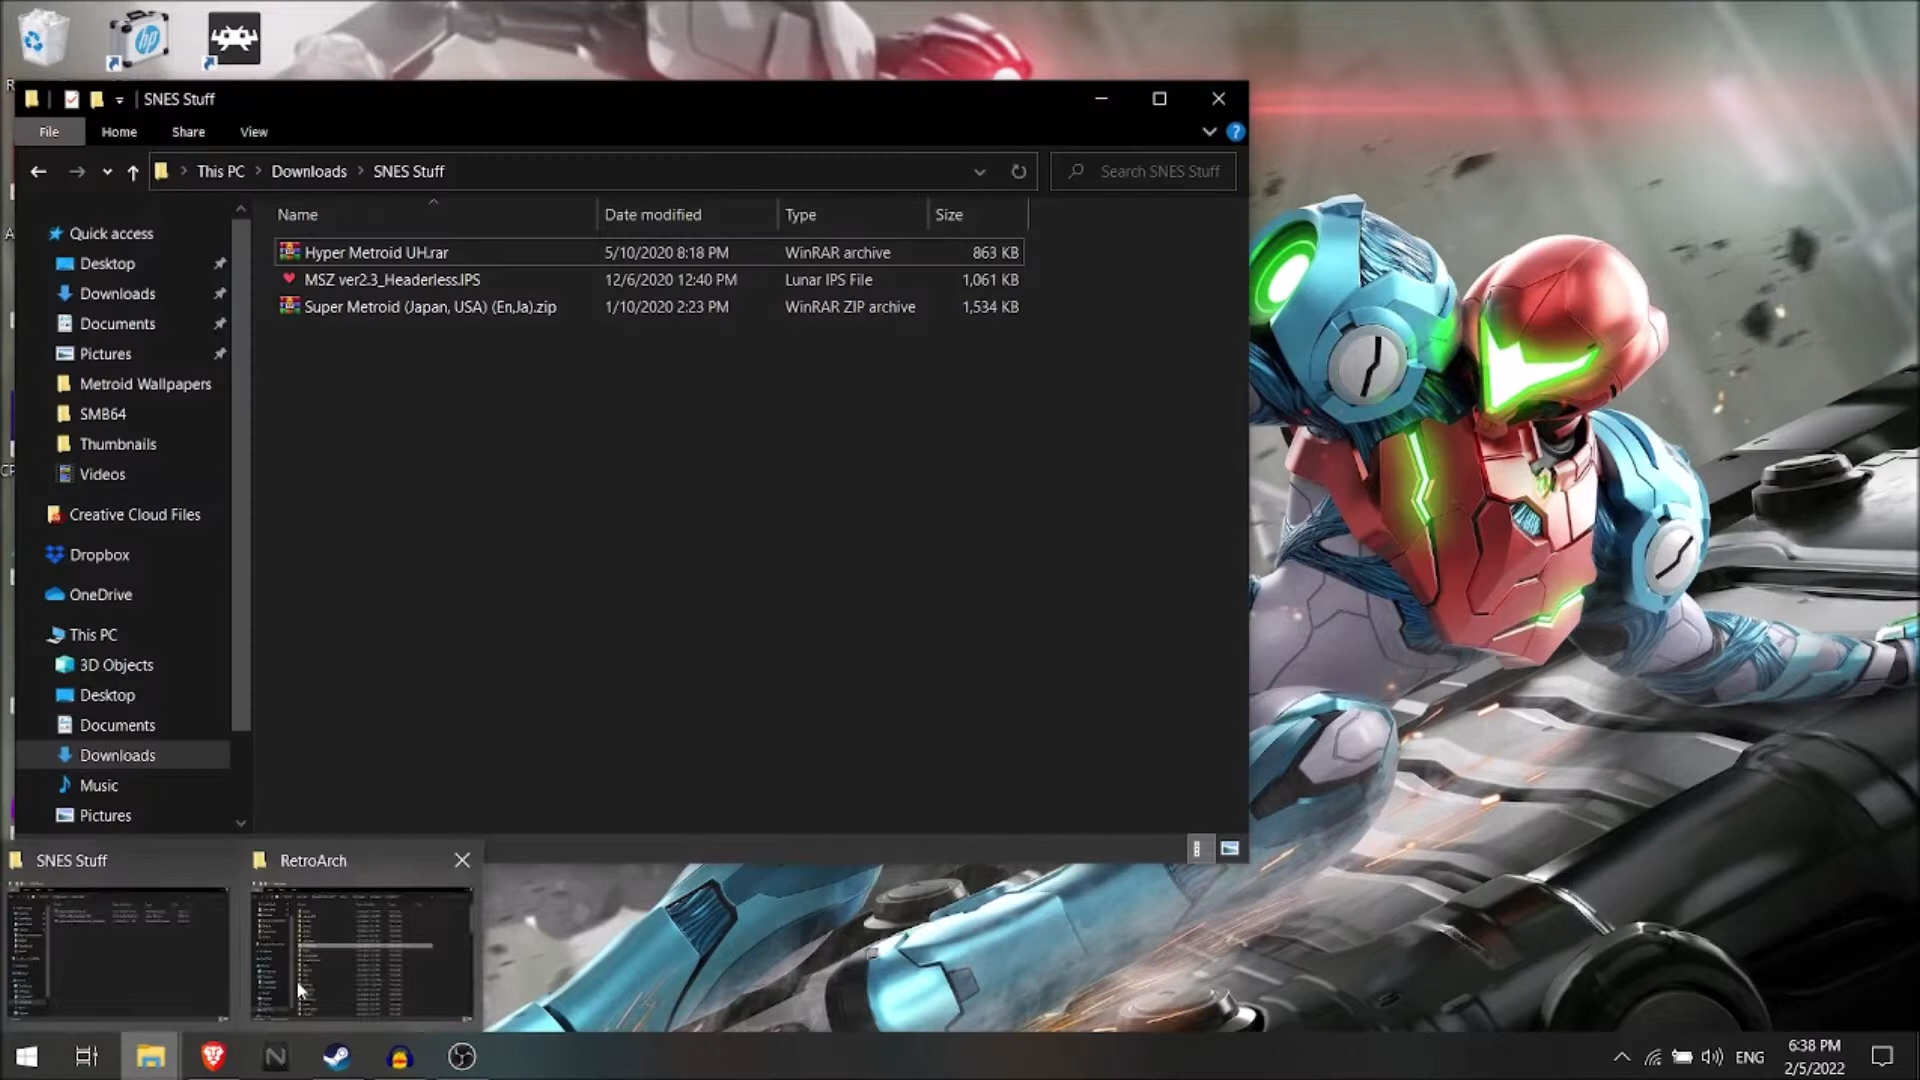 SNES Stuff
File Home Share View
This PC Downloads SNES Stuff
Search SNES Stuff
Name Date modified Type Size
Hyper Metroid UH.rar 5/10/2020 8:18 PM WinRAR archive 863 KB
MSZ ver2.3_Headerless.IPS 12/6/2020 12:40 PM Lunar IPS File 1,061 KB
Super Metroid (Japan, USA) (En,Ja).zip 1/10/2020 2:23 PM WinRAR ZIP archive 1,534 KB
Quick access
Desktop
Downloads
Documents
Pictures
Metroid Wallpapers
SMB64
Thumbnails
Videos
Creative Cloud Files
Dropbox
OneDrive
This PC
3D Objects
Desktop
Documents
Downloads
Music
Pictures
SNES Stuff
RetroArch
ENG
6:38 PM
2/5/2022